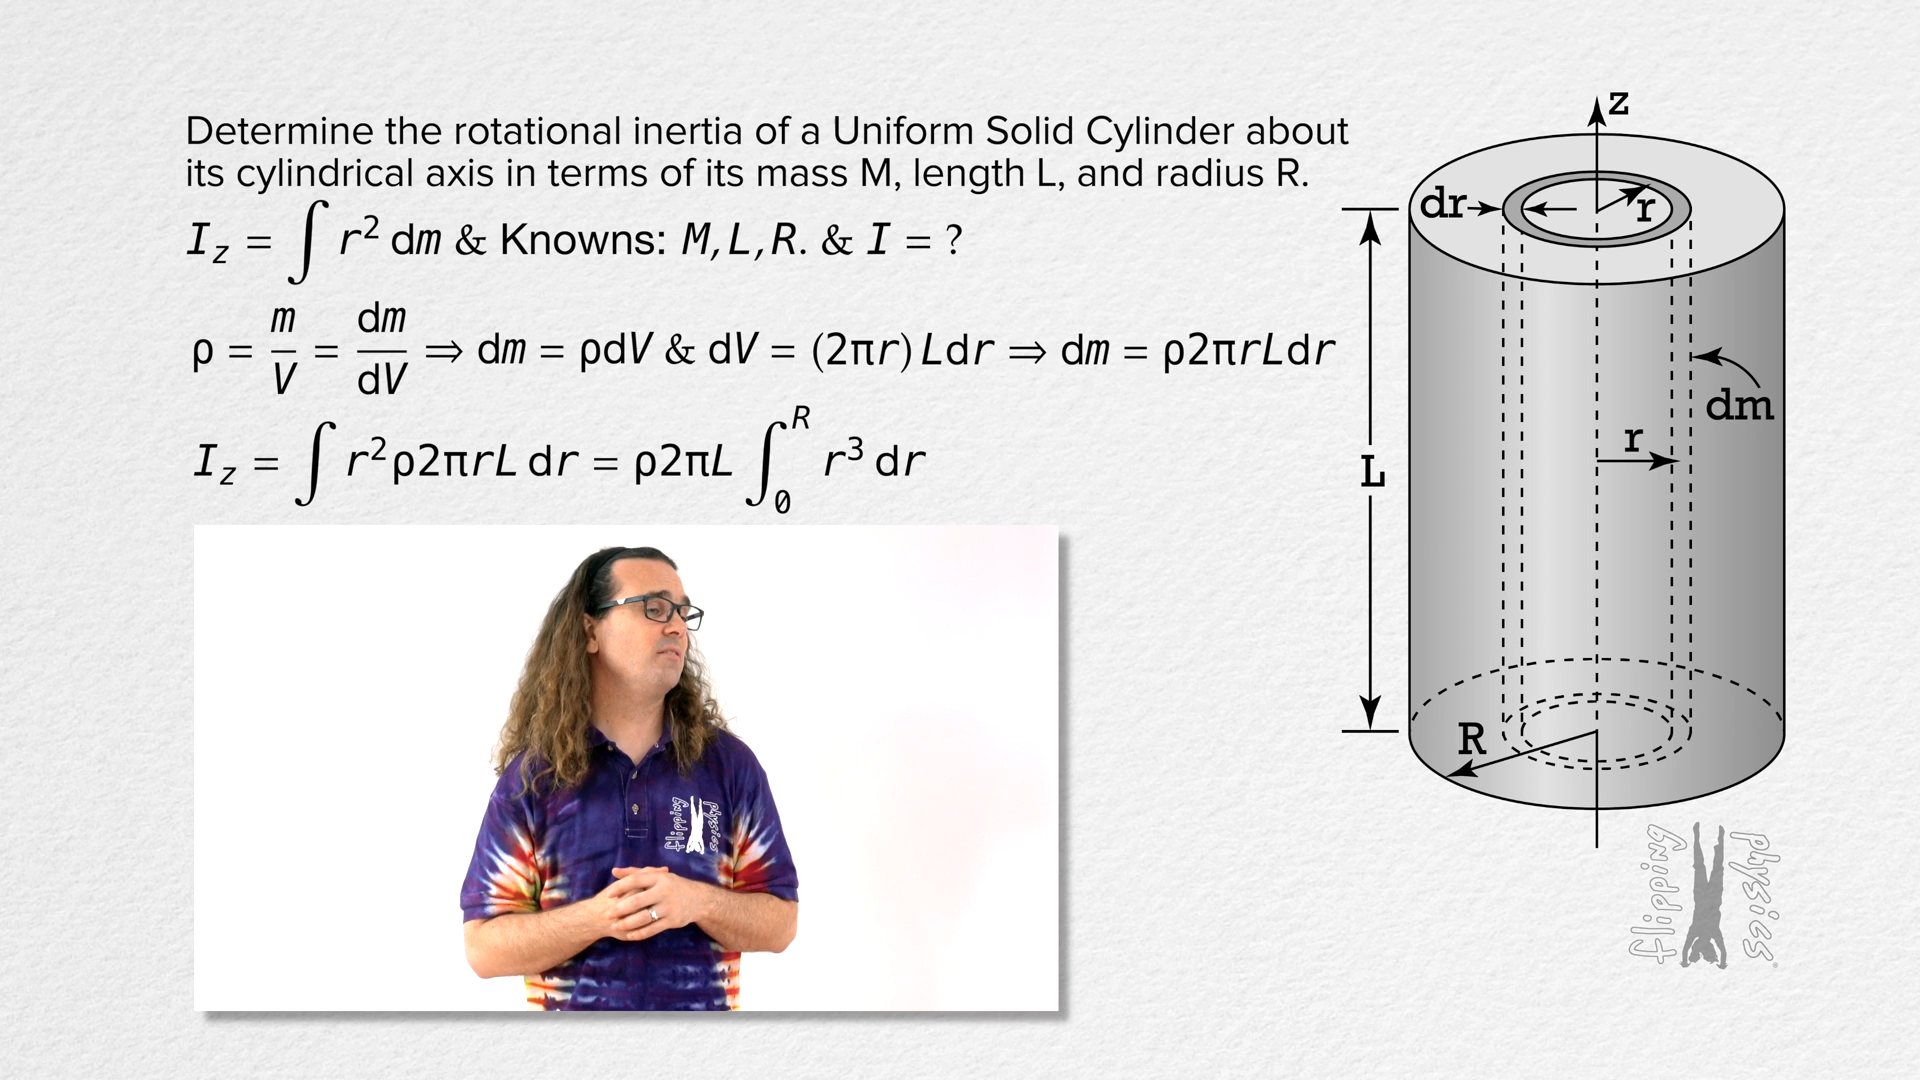 Determine the rotational inertia of a Uniform Solid Cylinder about
its cylindrical axis in terms of its mass M, length L, and radius R.
I_z = ∫ r² dm & Knowns: M, L, R. & I = ?
ρ = m/V = dm/dV ⇒ dm = ρdV & dV = (2πr) Ldr ⇒ dm = ρ2πrLdr
I_z = ∫ r²ρ2πrL dr = ρ2πL ∫₀ᴿ r³ dr
z
dr
r
dm
r
L
R
flipping physics
flipping physics